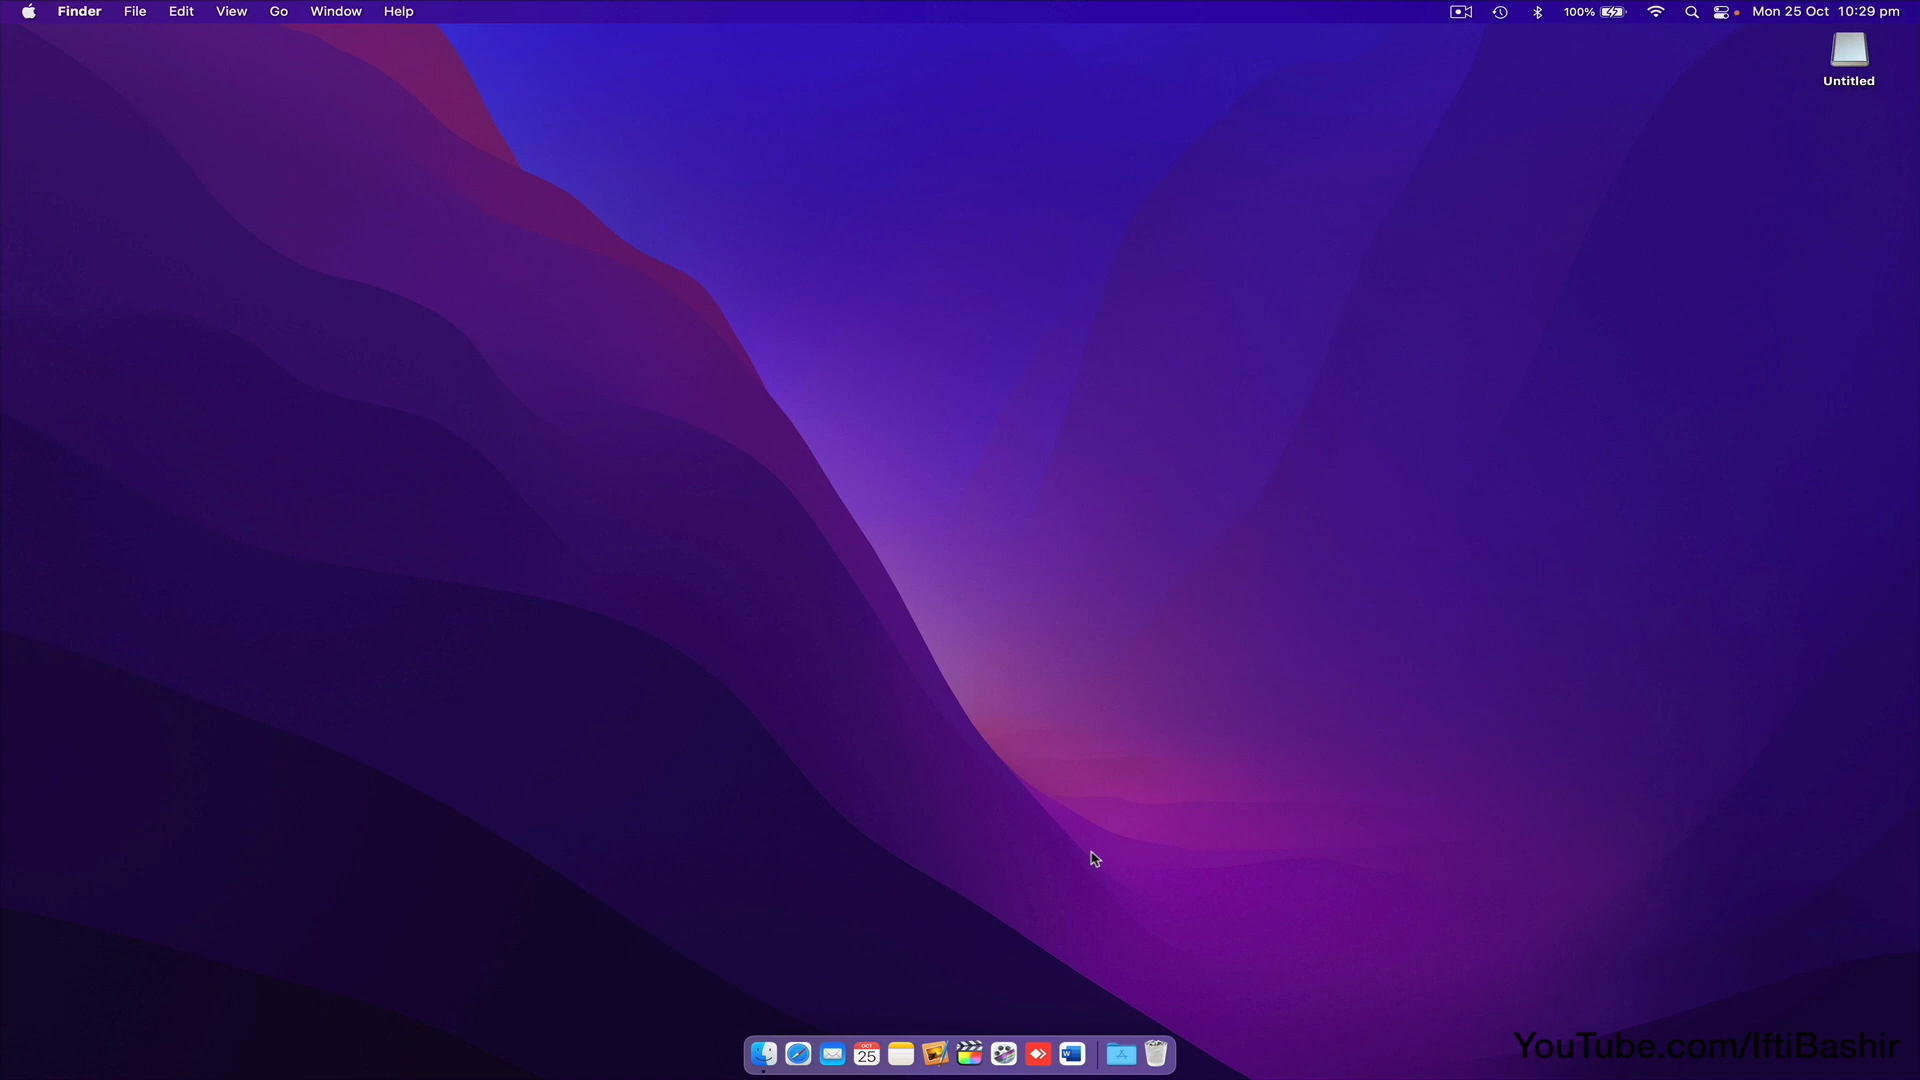 Finder File Edit View Go Window Help 100% Mon 25 Oct 10:29 pm
Untitled
OCT
25
W
YouTube.com/IftiBashir